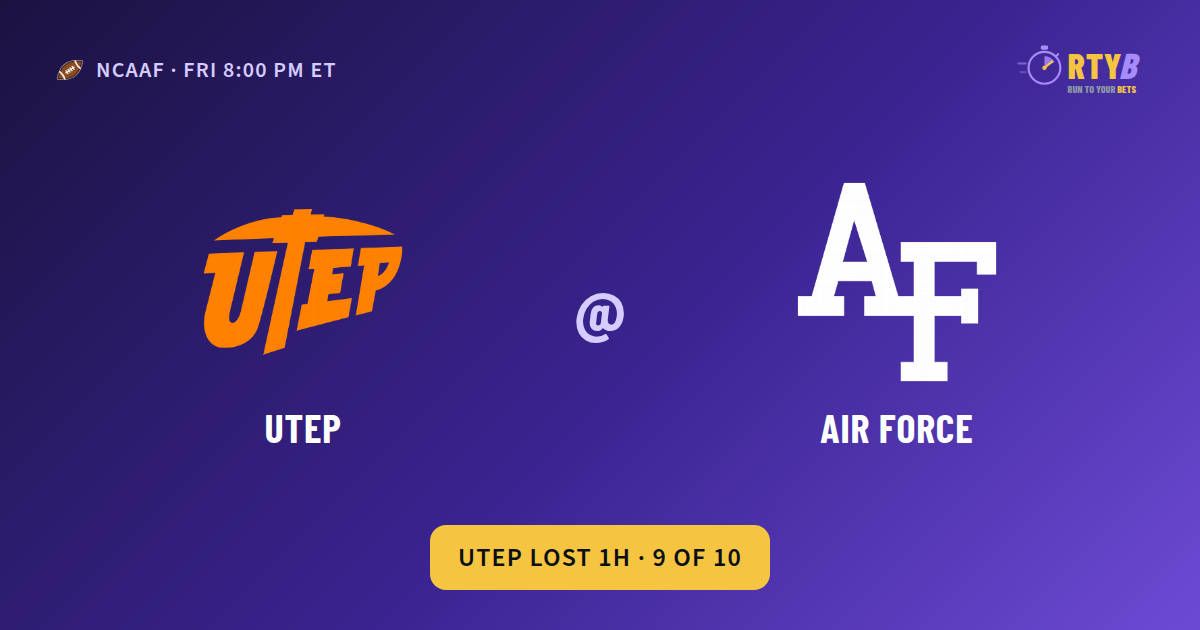 NCAAF · FRI 8:00 PM ET
RTYB
RUN TO YOUR BETS
UTEP
@
AF
UTEP
AIR FORCE
UTEP LOST 1H · 9 OF 10